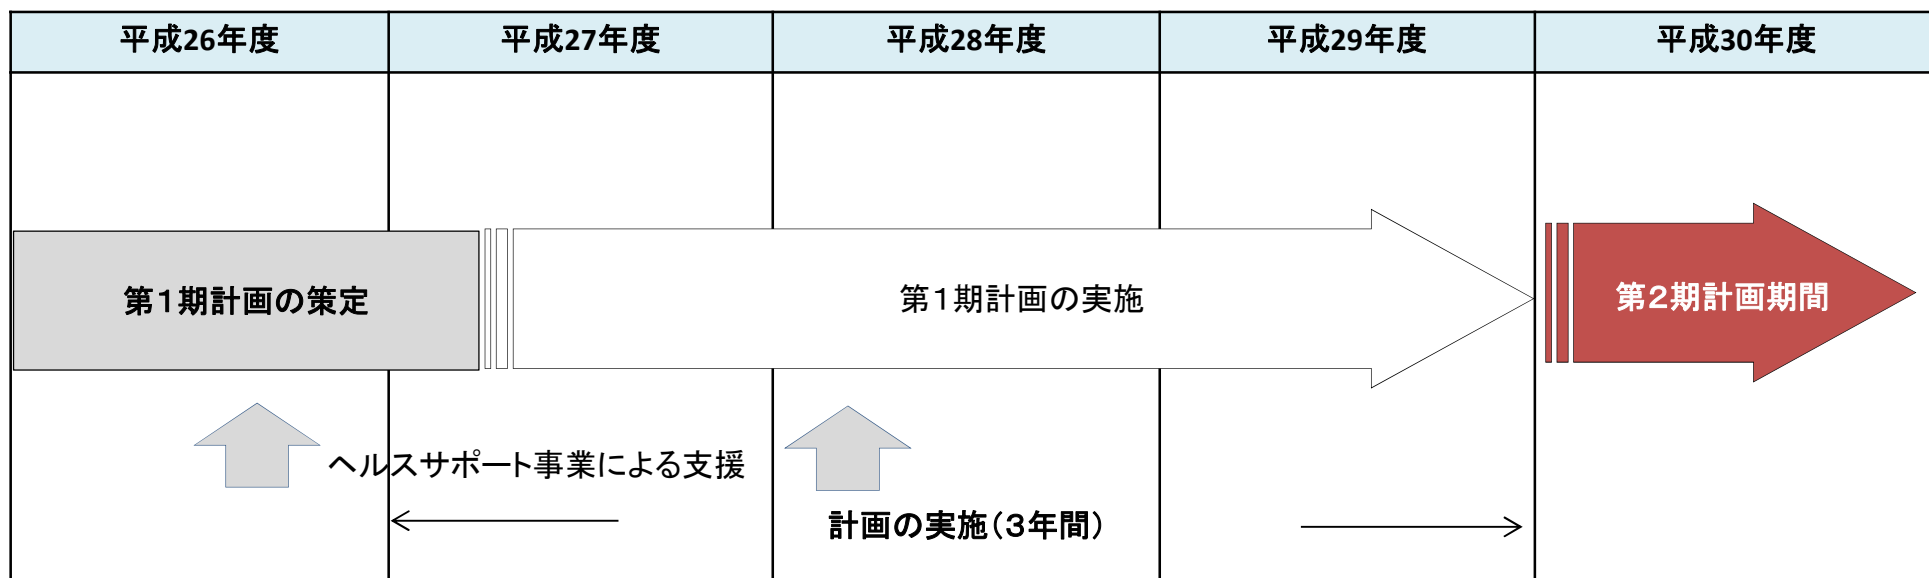 平成26年度
平成27年度
平成28年度
平成29年度
平成30年度
第１期計画の策定
第１期計画の実施
第２期計画期間
ヘルスサポート事業による支援
計画の実施（３年間）